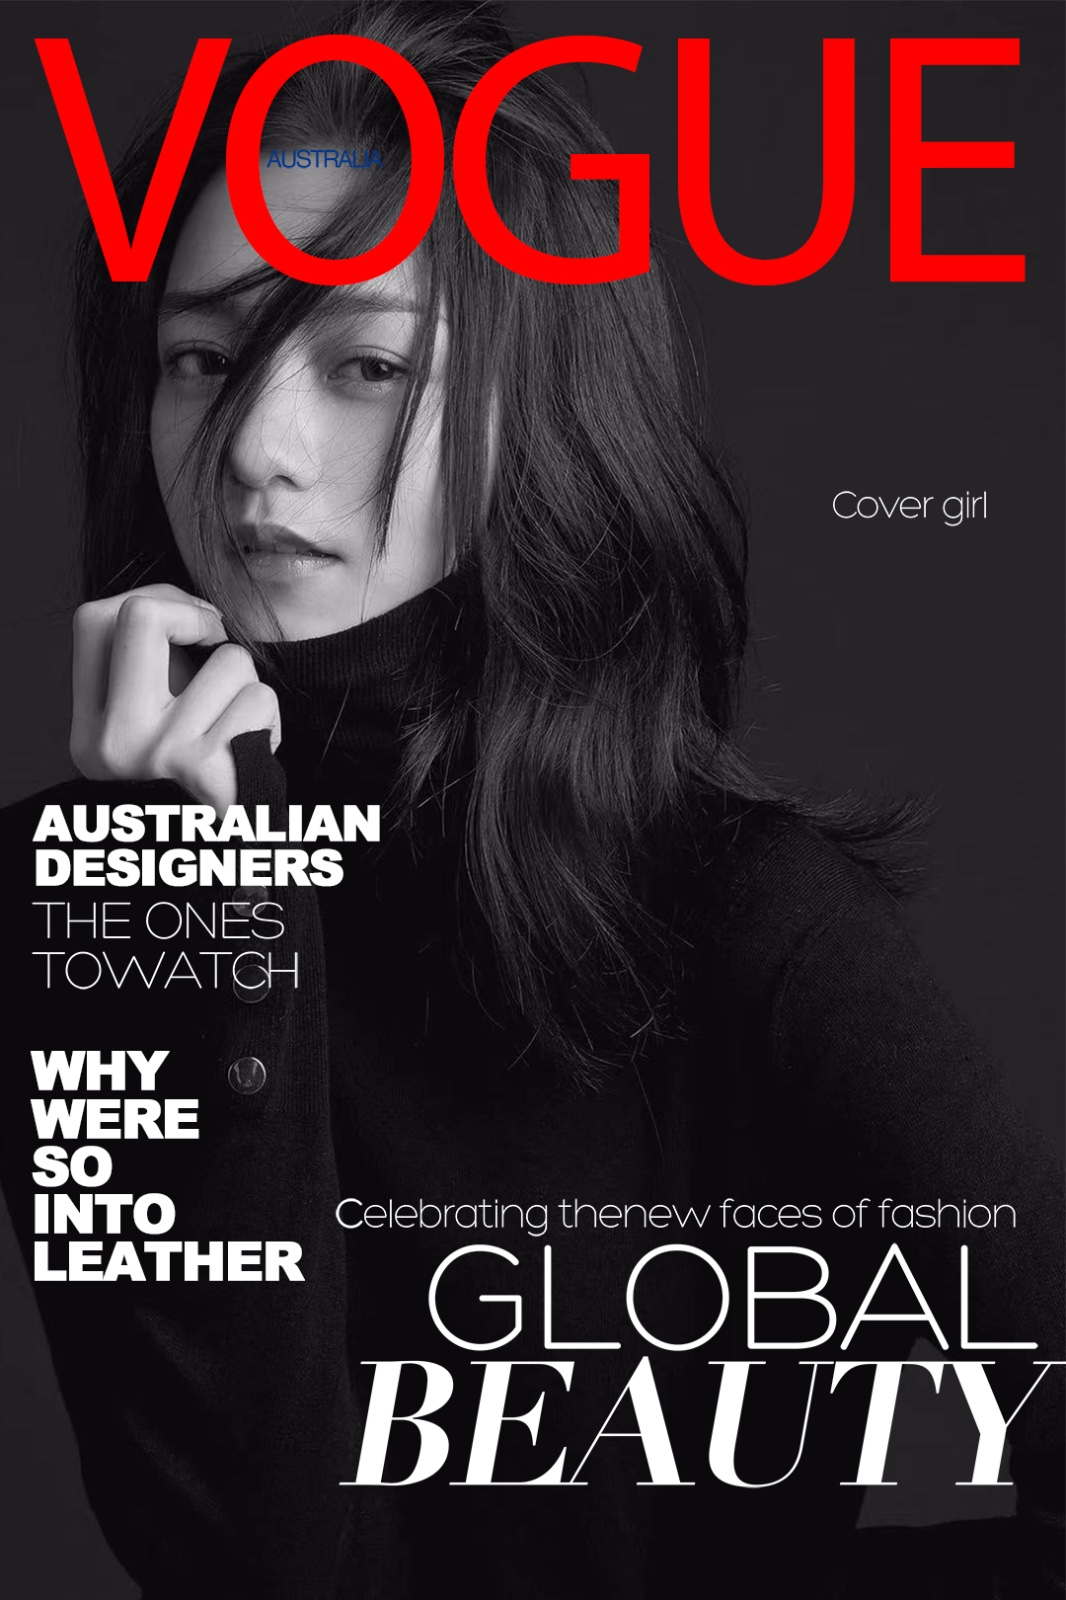 VOGUE
AUSTRALIA
Cover girl
AUSTRALIAN
DESIGNERS
THE ONES
TOWATCH
WHY
WERE
SO
INTO
LEATHER
Celebrating thenew faces of fashion
GLOBAL
BEAUTY